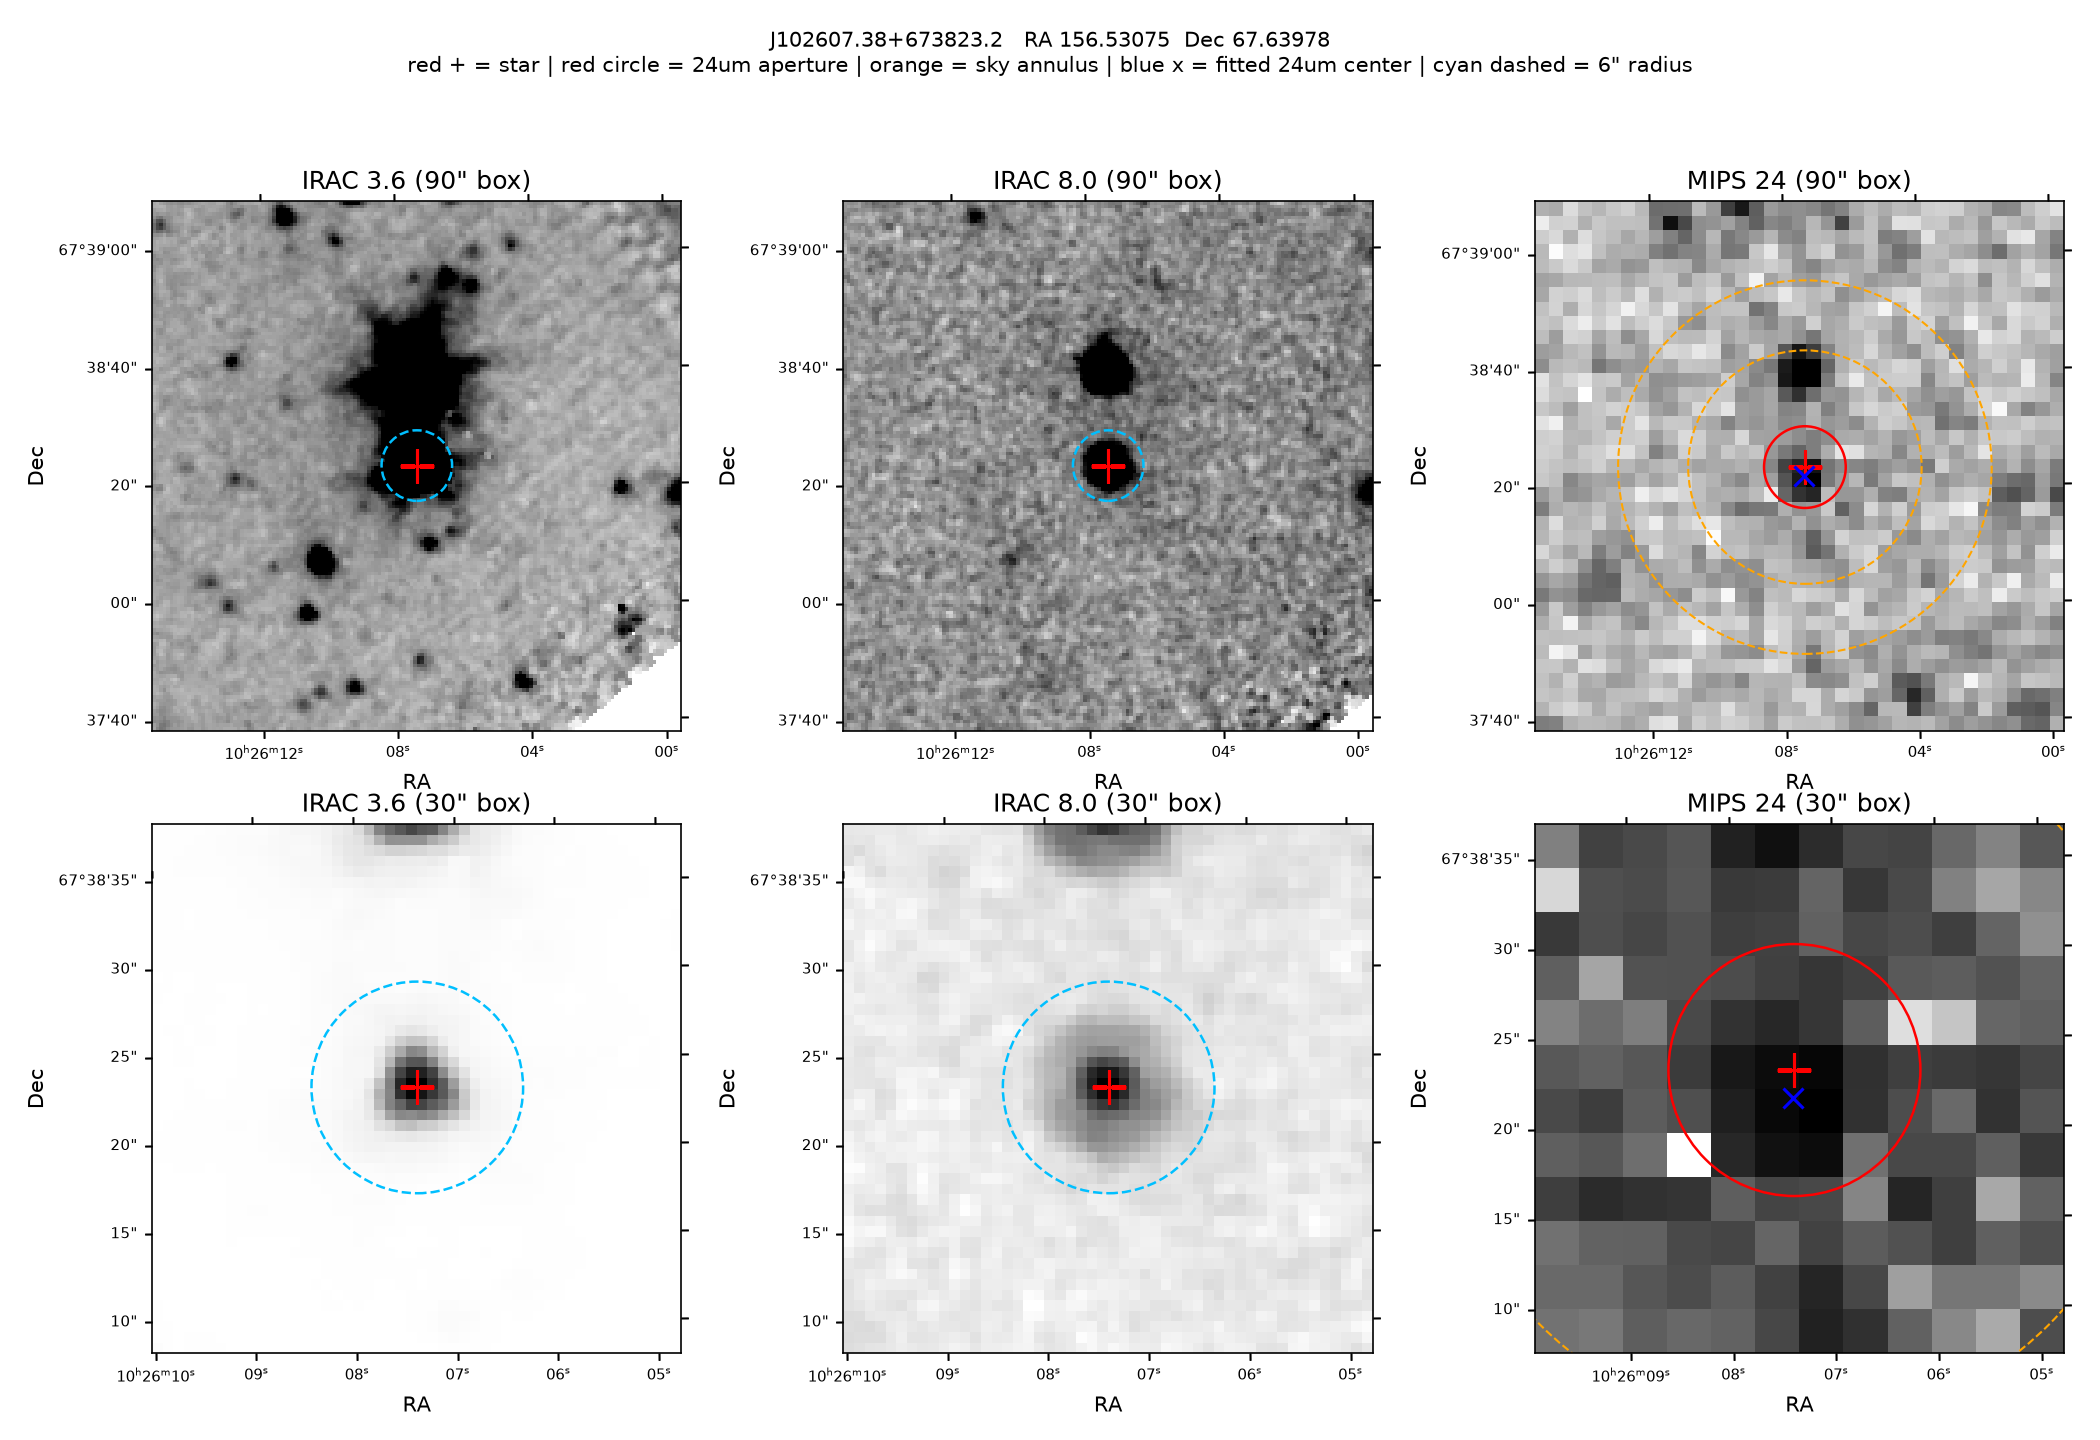 J102607.38+673823.2   RA 156.53075  Dec 67.63978
red + = star | red circle = 24um aperture | orange = sky annulus | blue x = fitted 24um center | cyan dashed = 6" radius
IRAC 3.6 (90" box)
67°39'00"
38'40"
20"
00"
37'40"
Dec
10ʰ26ᵐ12ˢ
08ˢ
04ˢ
00ˢ
RA
IRAC 8.0 (90" box)
67°39'00"
38'40"
20"
00"
37'40"
Dec
10ʰ26ᵐ12ˢ
08ˢ
04ˢ
00ˢ
RA
MIPS 24 (90" box)
67°39'00"
38'40"
20"
00"
37'40"
Dec
10ʰ26ᵐ12ˢ
08ˢ
04ˢ
00ˢ
RA
IRAC 3.6 (30" box)
67°38'35"
30"
25"
20"
15"
10"
Dec
10ʰ26ᵐ10ˢ
09ˢ
08ˢ
07ˢ
06ˢ
05ˢ
RA
IRAC 8.0 (30" box)
67°38'35"
30"
25"
20"
15"
10"
Dec
10ʰ26ᵐ10ˢ
09ˢ
08ˢ
07ˢ
06ˢ
05ˢ
RA
MIPS 24 (30" box)
67°38'35"
30"
25"
20"
15"
10"
Dec
10ʰ26ᵐ09ˢ
08ˢ
07ˢ
06ˢ
05ˢ
RA